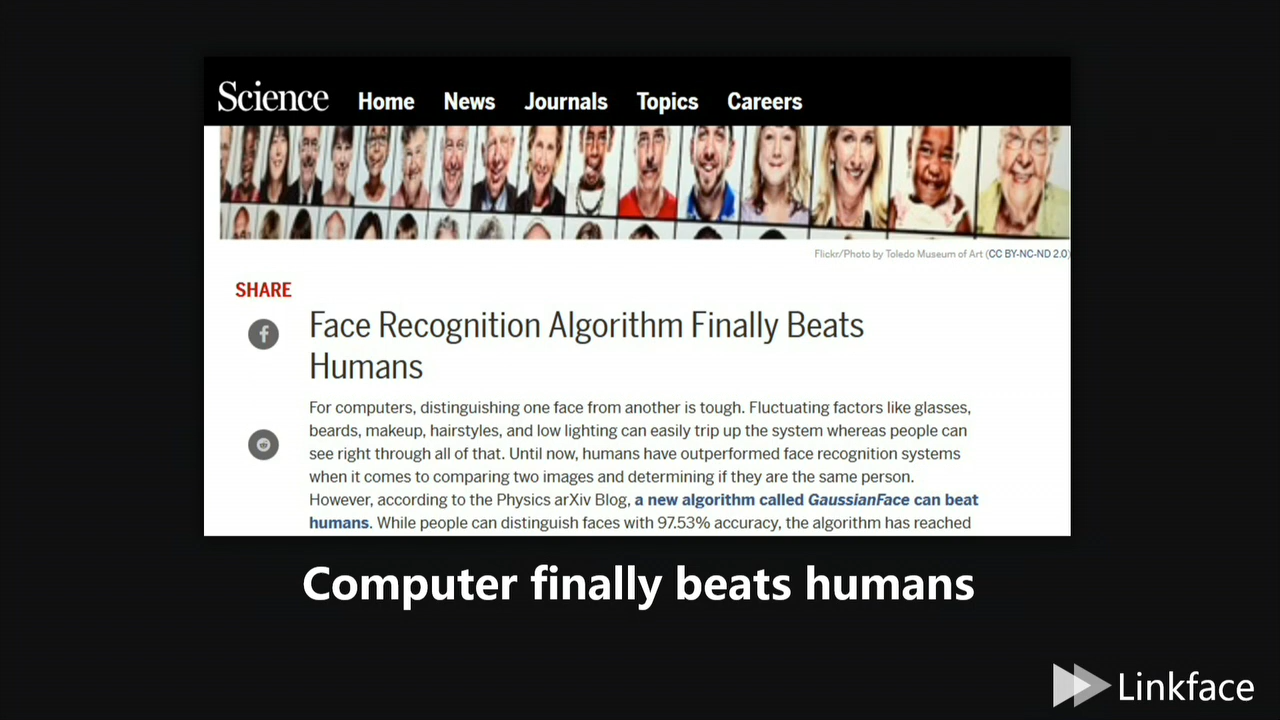 Science Home News Journals Topics Careers
Flickr/Photo by Toledo Museum of Art (CC BY-NC-ND 2.0)
SHARE
Face Recognition Algorithm Finally Beats
Humans
For computers, distinguishing one face from another is tough. Fluctuating factors like glasses,
beards, makeup, hairstyles, and low lighting can easily trip up the system whereas people can
see right through all of that. Until now, humans have outperformed face recognition systems
when it comes to comparing two images and determining if they are the same person.
However, according to the Physics arXiv Blog, a new algorithm called GaussianFace can beat
humans. While people can distinguish faces with 97.53% accuracy, the algorithm has reached
Computer finally beats humans
Linkface